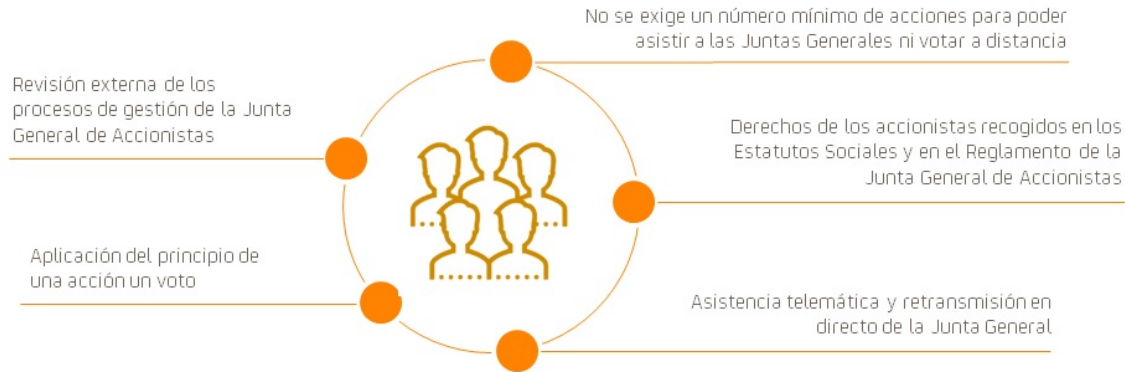 No se exige un número mínimo de acciones para poder
asistir a las Juntas Generales ni votar a distancia
Revisión externa de los
procesos de gestión de la Junta
General de Accionistas
Derechos de los accionistas recogidos en los
Estatutos Sociales y en el Reglamento de la
Junta General de Accionistas
Aplicación del principio de
una acción un voto
Asistencia telemática y retransmisión en
directo de la Junta General